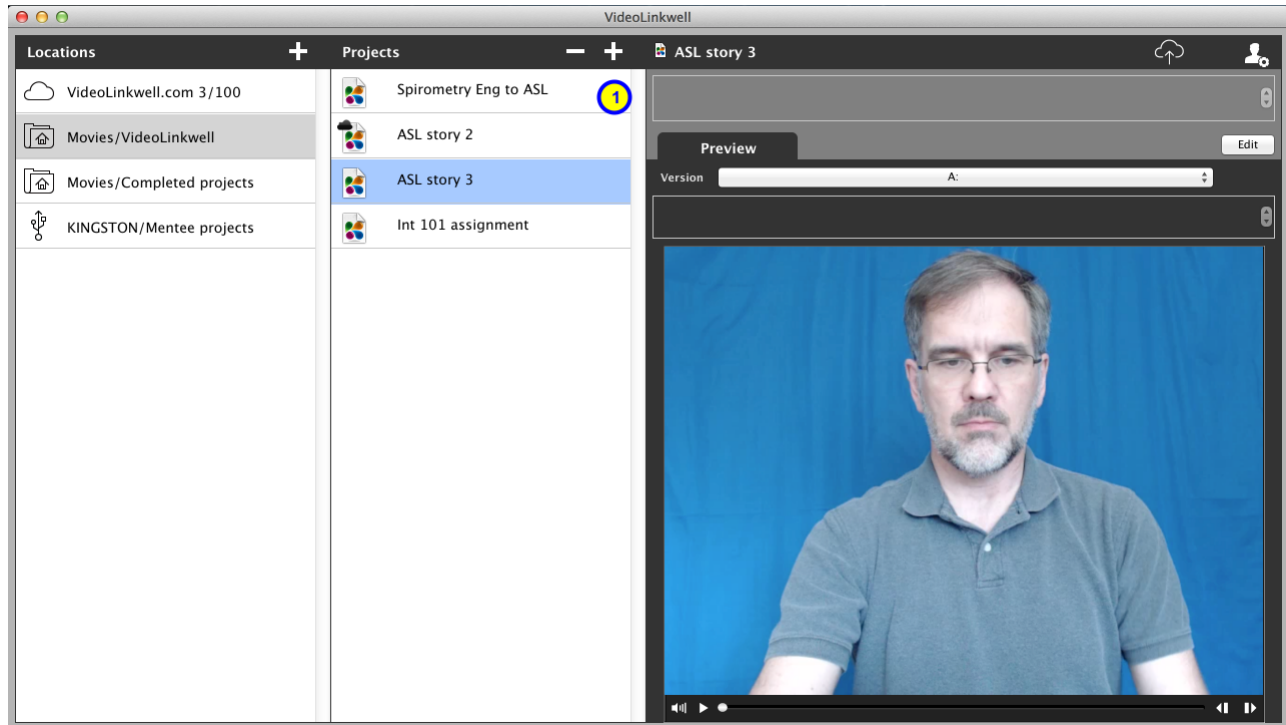 VideoLinkwell
Locations
VideoLinkwell.com 3/100
Movies/VideoLinkwell
Movies/Completed projects
KINGSTON/Mentee projects
Projects
Spirometry Eng to ASL
1
ASL story 2
ASL story 3
Int 101 assignment
ASL story 3
Preview
Edit
Version A: